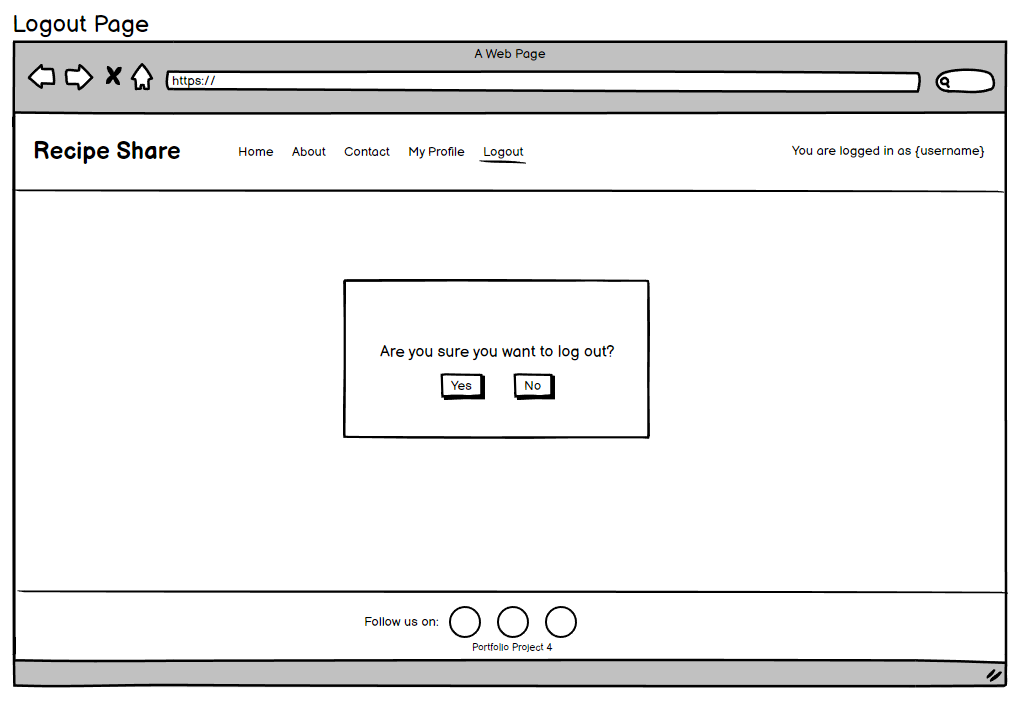 Logout Page
A Web Page
https://
Recipe Share Home About Contact My Profile Logout You are logged in as {username}
Are you sure you want to log out?
Yes No
Follow us on:
Portfolio Project 4